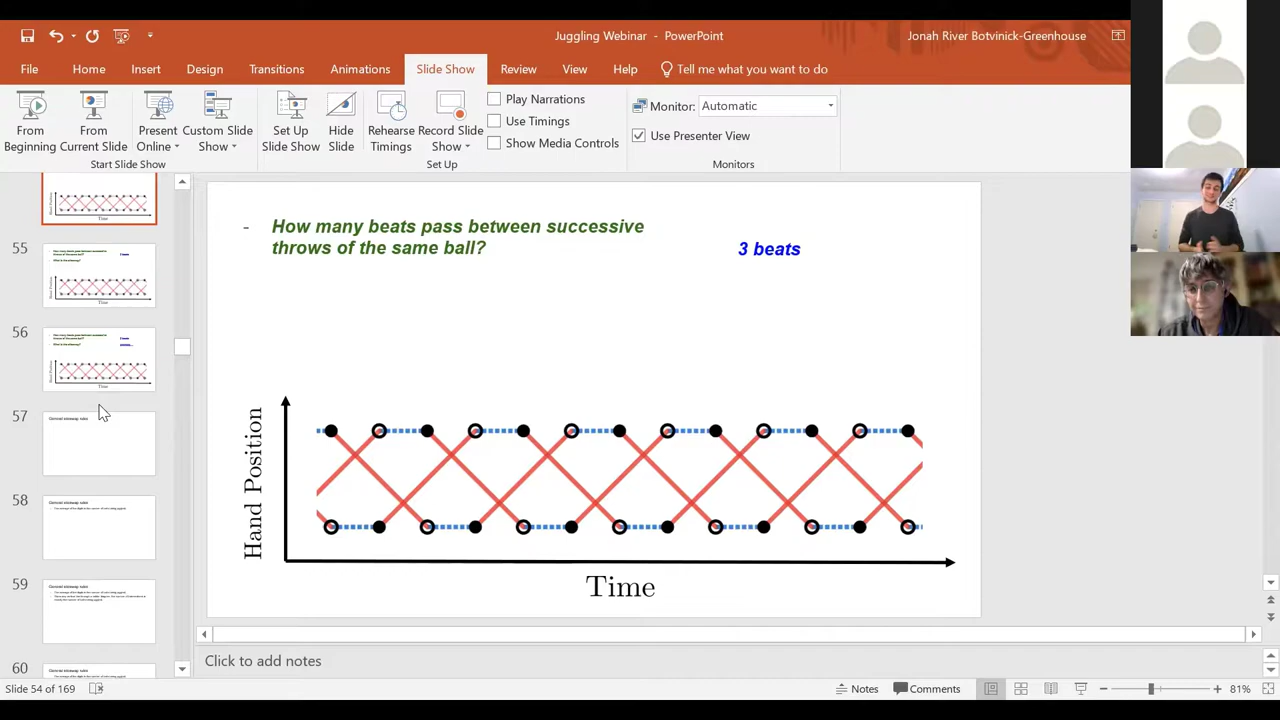 Juggling Webinar - PowerPoint
Jonah River Botvinick-Greenhouse
File
Home
Insert
Design
Transitions
Animations
Slide Show
Review
View
Help
Tell me what you want to do
From
Beginning
From
Current Slide
Present
Online
Custom Slide
Show
Start Slide Show
Set Up
Slide Show
Hide
Slide
Rehearse
Timings
Record Slide
Show
Play Narrations
Use Timings
Show Media Controls
Set Up
Monitor:
Automatic
Use Presenter View
Monitors
55
56
57
58
59
60
- How many beats pass between successive
throws of the same ball?
3 beats
Hand Position
Time
Click to add notes
Slide 54 of 169
Notes
Comments
81%